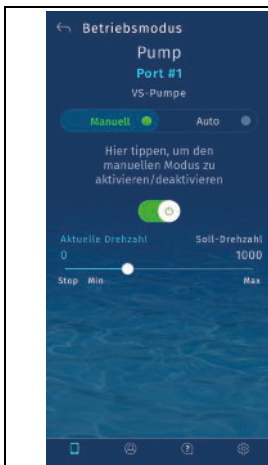 Betriebsmodus
Pump
Port #1
VS-Pumpe
Manuell Auto
Hier tippen, um den
manuellen Modus zu
aktivieren/deaktivieren
Aktuelle Drehzahl Soll-Drehzahl
0 1000
Stop Min Max